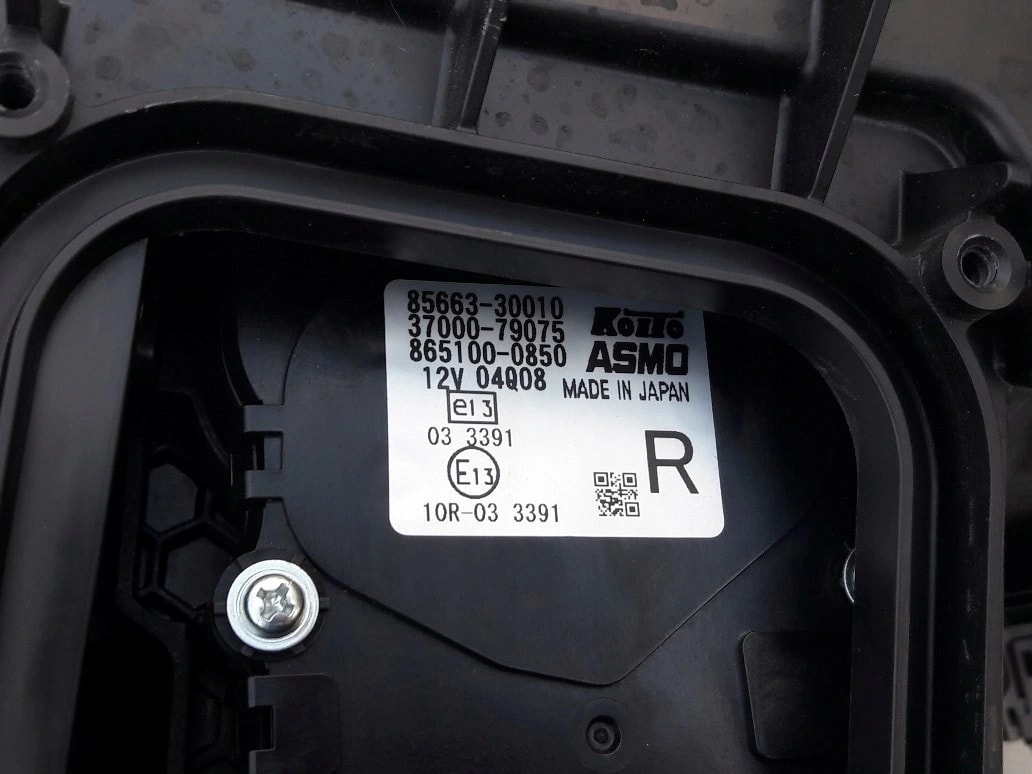 85663-30010
37000-79075
865100-0850
KOITO
ASMO
12V 04Q08
MADE IN JAPAN
e13
03 3391
E13
10R-03 3391
R